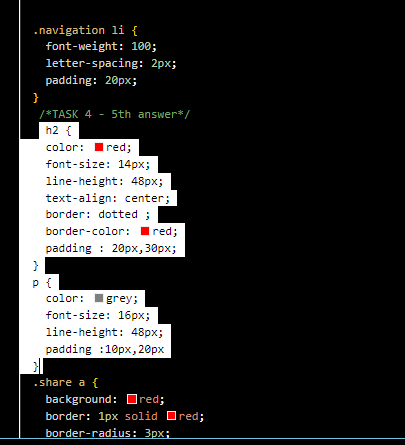 .navigation li {
font-weight: 100;
letter-spacing: 2px;
padding: 20px;
}
/*TASK 4 - 5th answer*/
h2 {
color: red;
font-size: 14px;
line-height: 48px;
text-align: center;
border: dotted ;
border-color: red;
padding : 20px,30px;
}
p {
color: grey;
font-size: 16px;
line-height: 48px;
padding :10px,20px
}
.share a {
background: red;
border: 1px solid red;
border-radius: 3px;